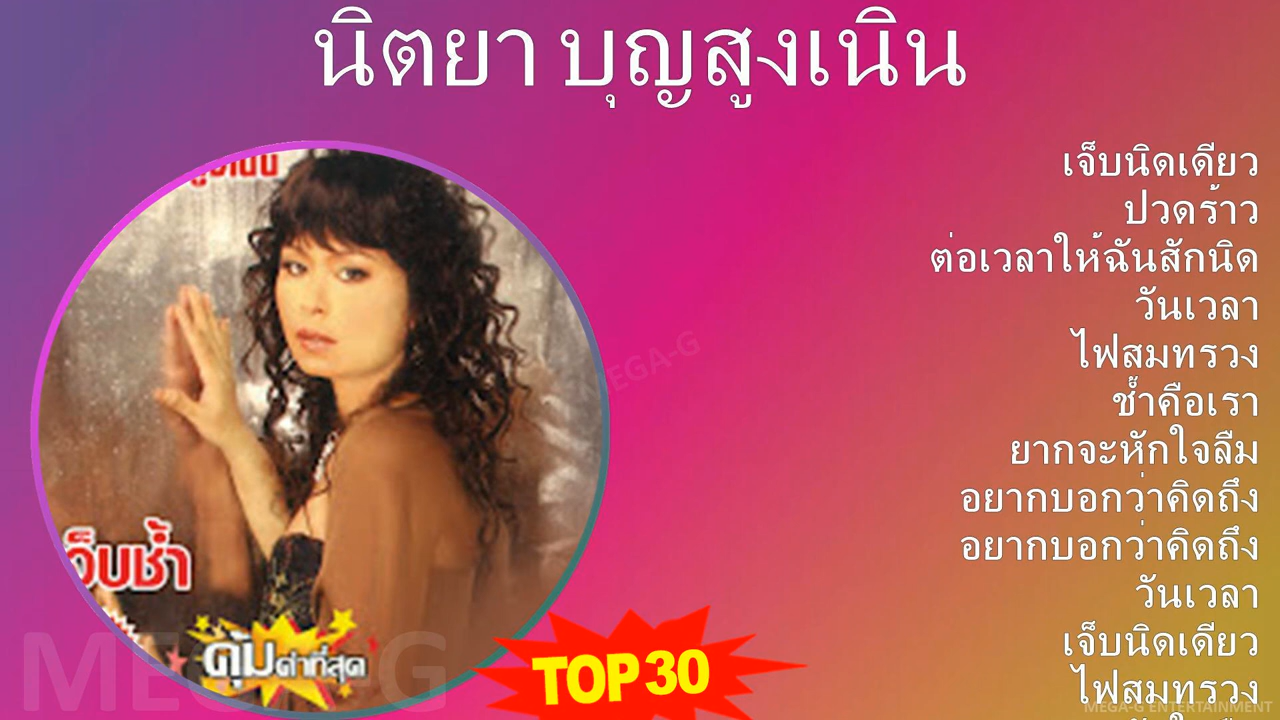 นิตยา บุญสูงเนิน
เจ็บนิดเดียว
ปวดร้าว
ต่อเวลาให้ฉันสักนิด
วันเวลา
ไฟสุมทรวง
ช้ำคือเรา
ยากจะหักใจลืม
อยากบอกว่าคิดถึง
อยากบอกว่าคิดถึง
วันเวลา
เจ็บนิดเดียว
ไฟสมทรวง
จ็บช้ำ
คุ้มค่าที่สุด
TOP 30
MEGA-G
MEGA-G
MEGA-G ENTERTAINMENT